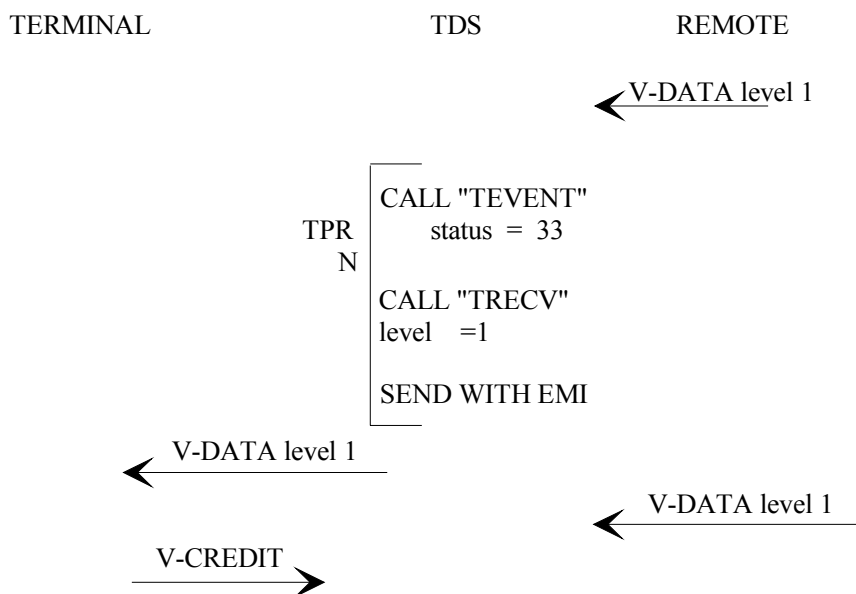 TERMINAL TDS REMOTE
V-DATA level 1
CALL "TEVENT"
TPR status = 33
N
CALL "TRECV"
level =1
SEND WITH EMI
V-DATA level 1
V-DATA level 1
V-CREDIT